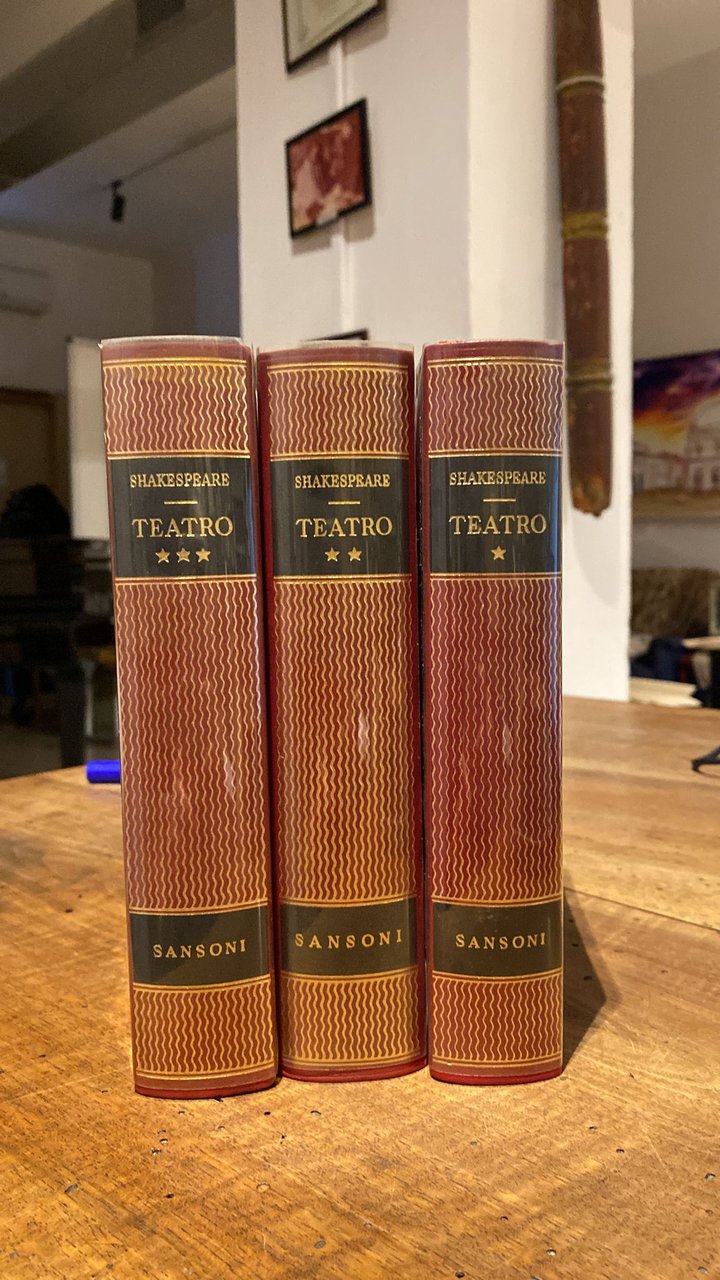 SHAKESPEARE
TEATRO
★★★
SANSONI
SHAKESPEARE
TEATRO
★★
SANSONI
SHAKESPEARE
TEATRO
★
SANSONI